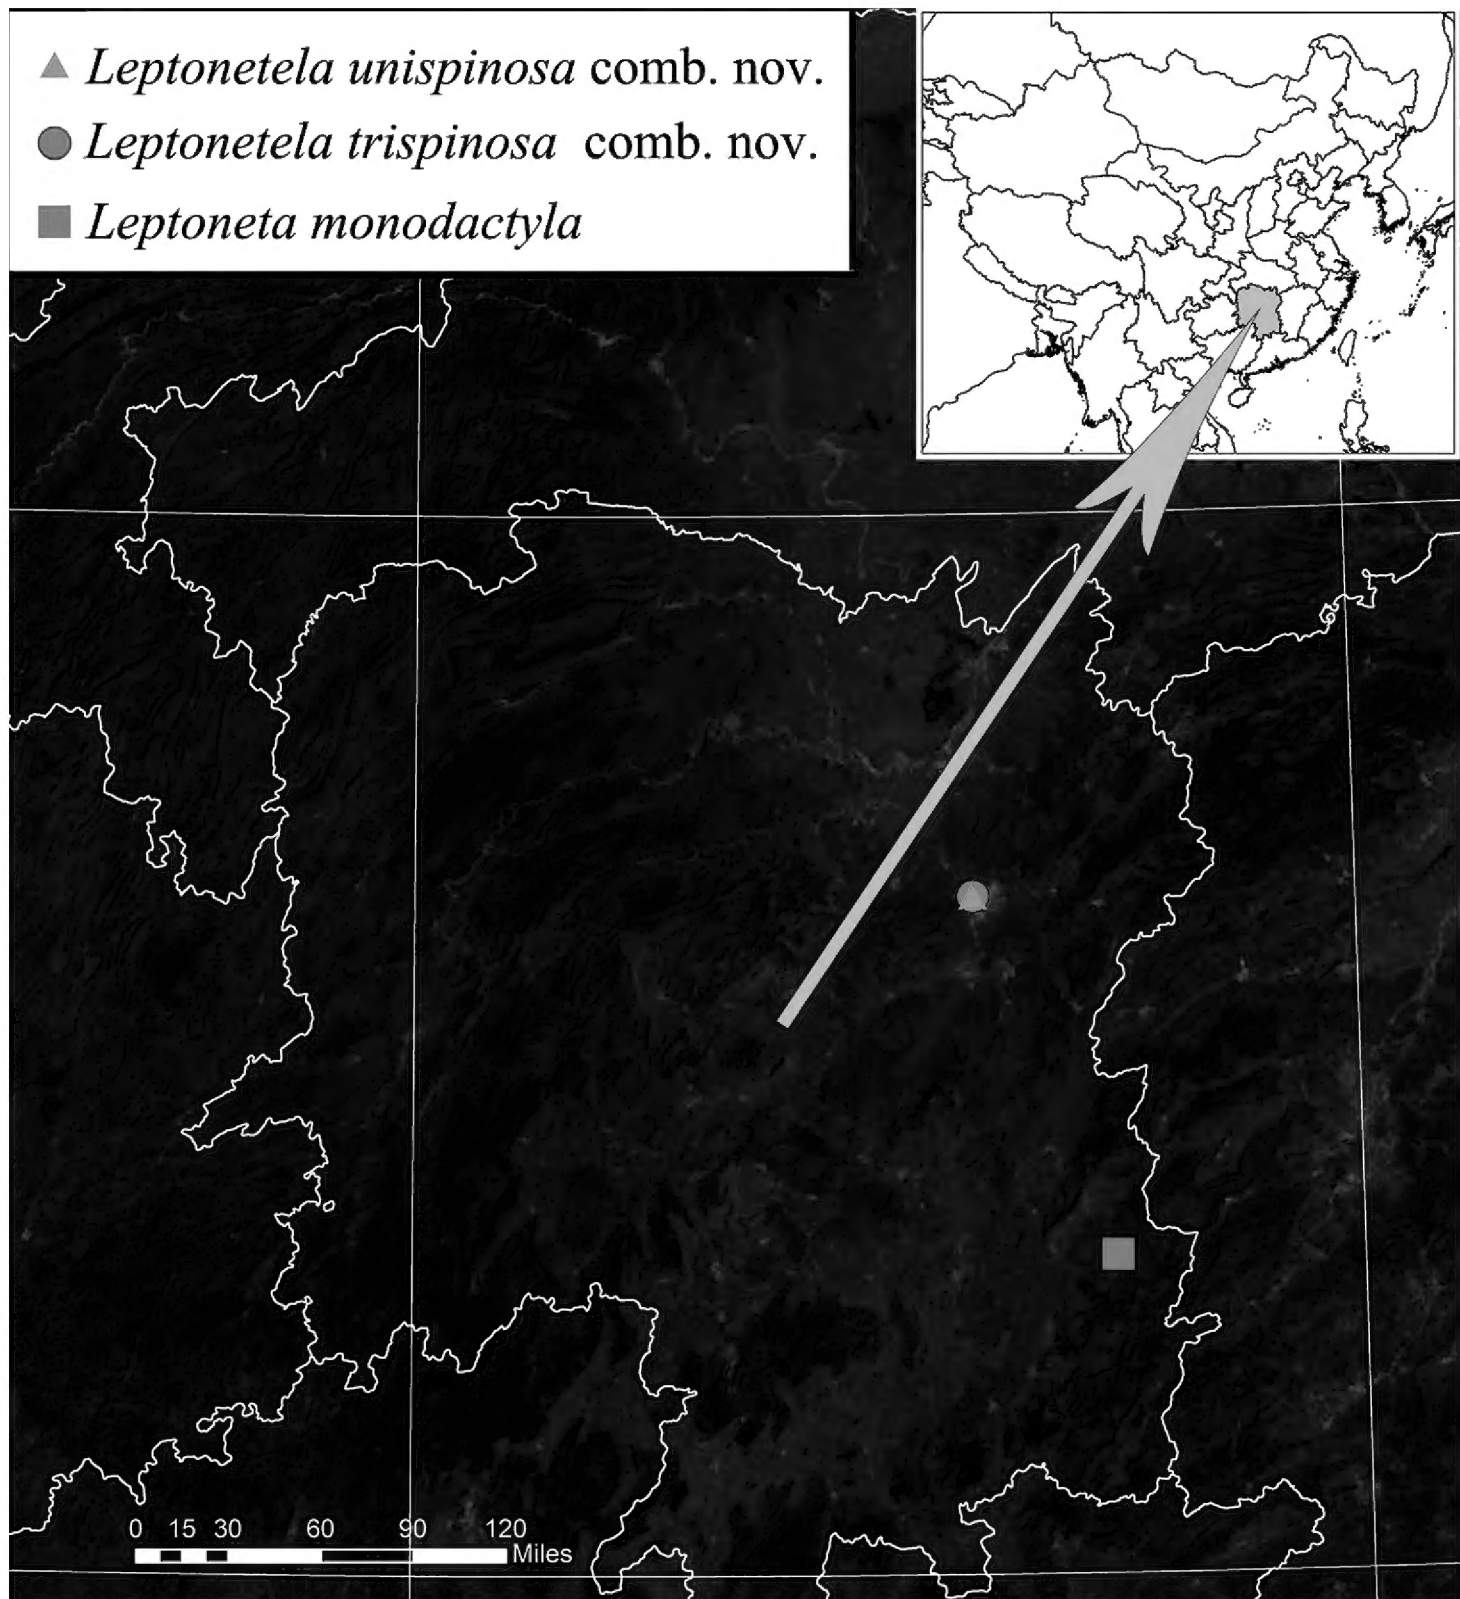 Leptonetela unispinosa comb. nov.
Leptonetela trispinosa comb. nov.
Leptoneta monodactyla
0 15 30 60 90 120
Miles